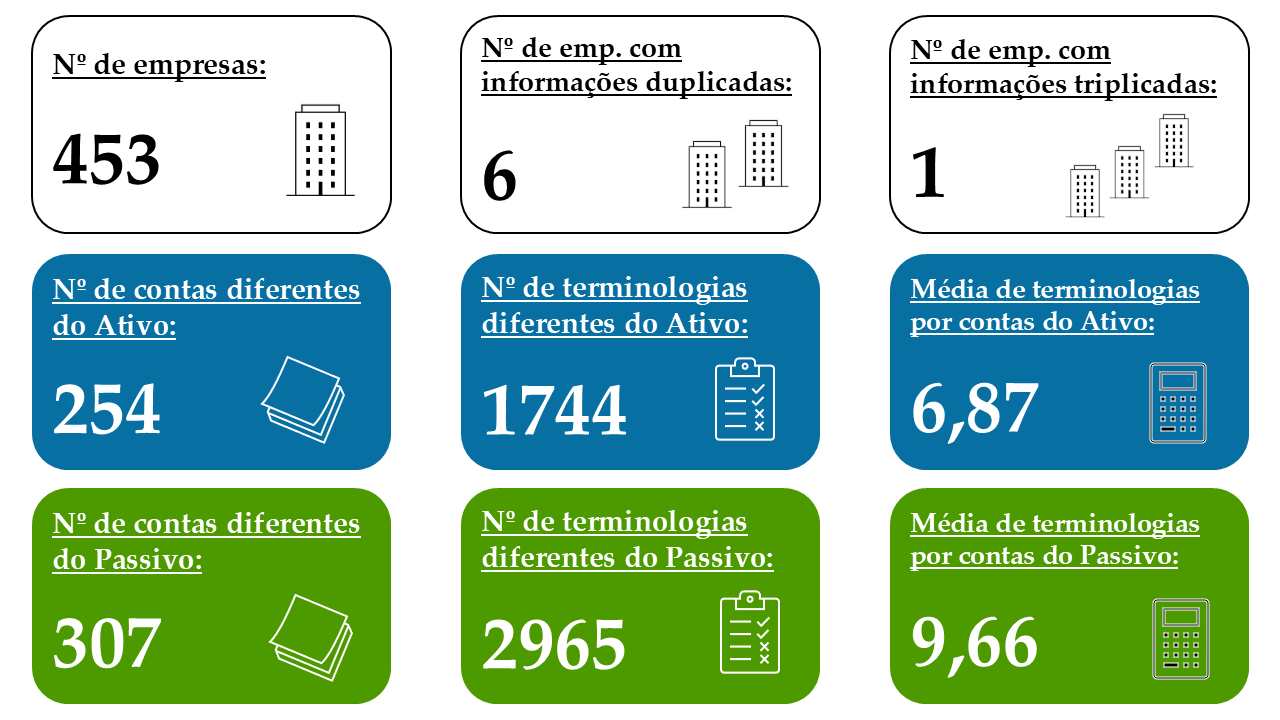 Nº de empresas:
453
Nº de emp. com
informações duplicadas:
6
Nº de emp. com
informações triplicadas:
1
Nº de contas diferentes
do Ativo:
254
Nº de terminologias
diferentes do Ativo:
1744
Média de terminologias
por contas do Ativo:
6,87
Nº de contas diferentes
do Passivo:
307
Nº de terminologias
diferentes do Passivo:
2965
Média de terminologias
por contas do Passivo:
9,66